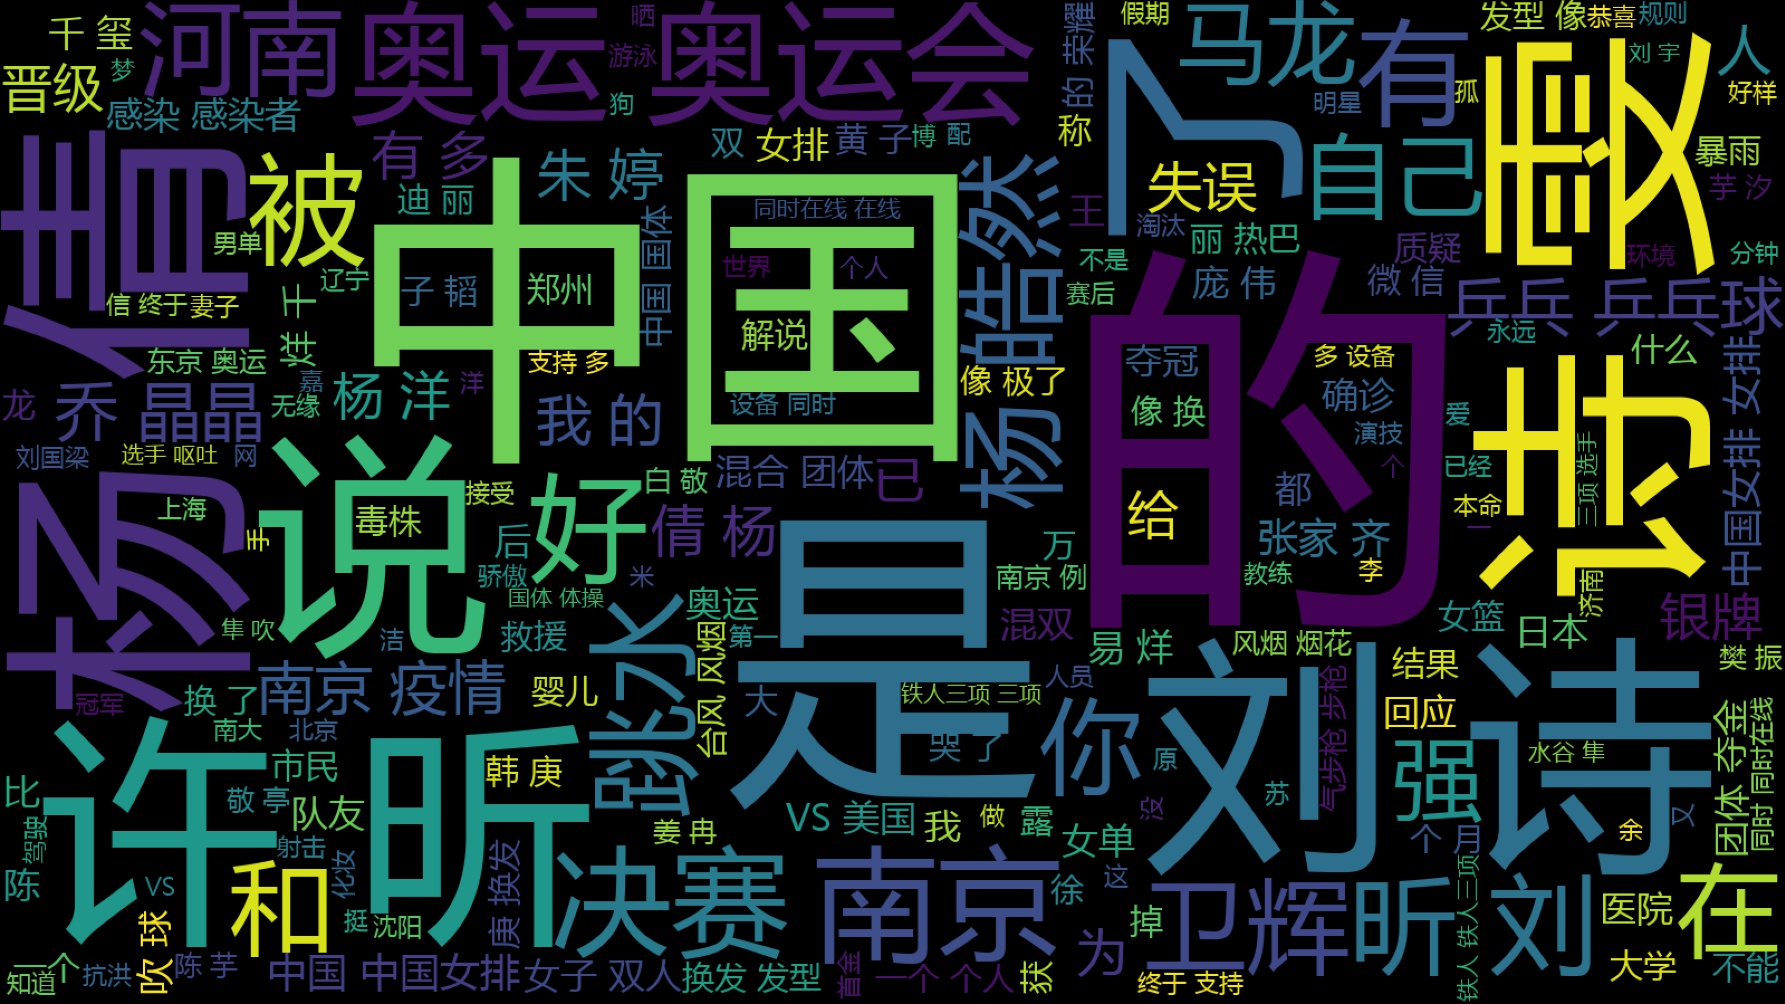 千 玺
河南
奥运 奥运会
晒
假期
荣耀
马龙
有
发型 像
恭喜
规则
人
晋级
梦
游泳
狗
的
了
明星
孤
雯
刘 宇
好样
感染 感染者
有 多
双
女排
黄 子
博
配
称
失误
自己
暴雨
芋 汐
倩
被
朱 婷
迪 丽
同时在线 在线
皓然
王
淘汰
丽 热巴
质疑
环境
分钟
男单
辽宁
子 韬
郑州
中国
中国 国体
世界
个人
不是
赛后
庞 伟
微 信
乒乓 乒乓球
信 终于
妻子
烊 千
东京 奥运
解说
支持 多
夺冠
多 设备
永远
什么
龙
乔 晶晶
嘉
无缘
杨 洋
洋
我 的
设备 同时
像 极了
杨
像 换
确诊
演技
爱
诗
中国女排 女排
刘国梁
选手 呕吐
网
说
接受
好
白 敬
混合 团体
已
的
给
都
个
已经
本命
三项 选手
杨
上海
手
毒株
后
倩 杨
万
张家 齐
一
骄傲
国体 体操
米
南京 例
教练
李
济南
隼 吹
洁
救援
跳水
奥运
第一
是
混双
易 烊
风烟 烟花
女篮
日本
银牌
冠军
换 了
南京 疫情
婴儿
台风 风烟
大
铁人三项 三项
人员
刘诗
结果
樊 振
南大
北京
许昕
市民
韩 庚
哭 了
你
原
气步枪 步枪
回应
强
水谷 隼
团体 夺金
同时 同时在线
比
驾驶
敬 亭
队友
姜 冉
VS 美国
我
做
露
女单
没
苏
个 月
余
又
陈
VS
射击
化妆
和
庚 换发
决赛
南京
徐
这
卫辉
昕 刘
铁人 铁人三项
医院
在
挺
沈阳
掉
为
一个
知道
抗洪
吹 球
陈 芋
中国 中国女排
女子 双人
换发 发型
首金
一个 个人
获
终于 支持
大学
不能